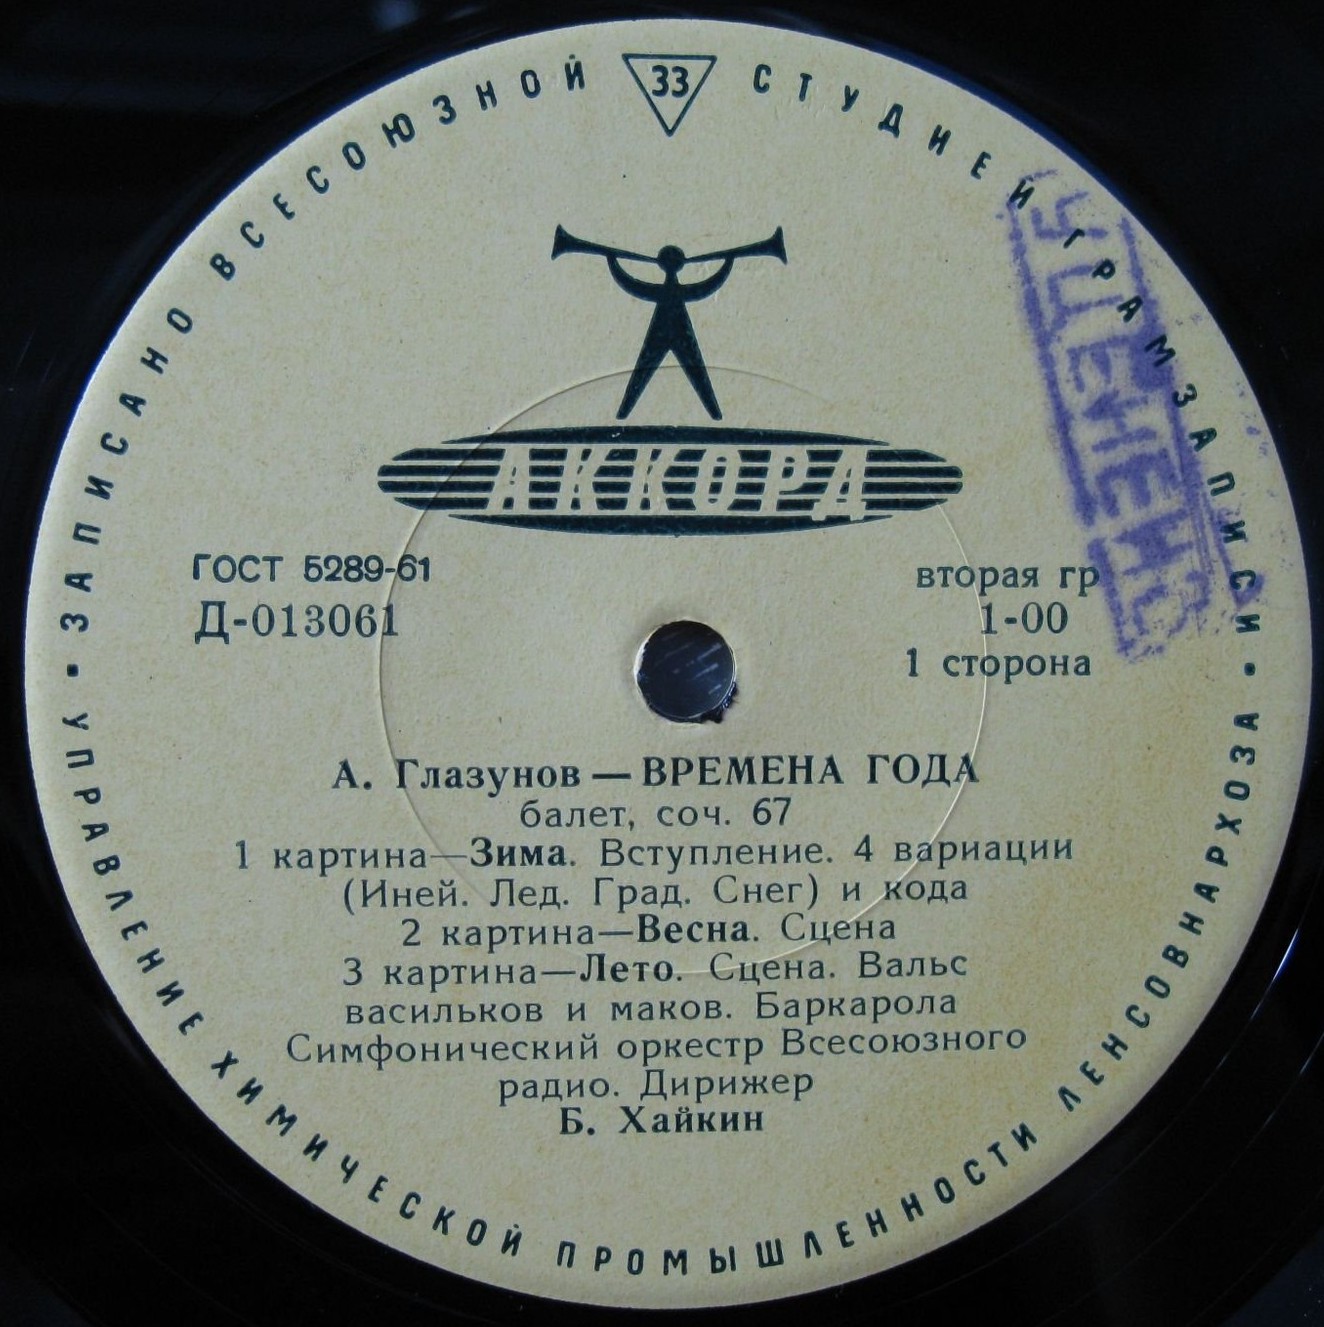 ЗАПИСАНО ВСЕСОЮЗНОЙ СТУДИЕЙ ГРАМЗАПИСИ
33
УЦЕНЕНО
АККОРД
ГОСТ 5289-61
Д-013061
вторая гр
1-00
1 сторона
А. Глазунов — ВРЕМЕНА ГОДА
балет, соч. 67
1 картина—Зима. Вступление. 4 вариации
(Иней. Лед. Град. Снег) и кода
2 картина—Весна. Сцена
3 картина—Лето. Сцена. Вальс
васильков и маков. Баркарола
Симфонический оркестр Всесоюзного
радио. Дирижер
Б. Хайкин
• УПРАВЛЕНИЕ ХИМИЧЕСКОЙ ПРОМЫШЛЕННОСТИ ЛЕНСОВНАРХОЗА •